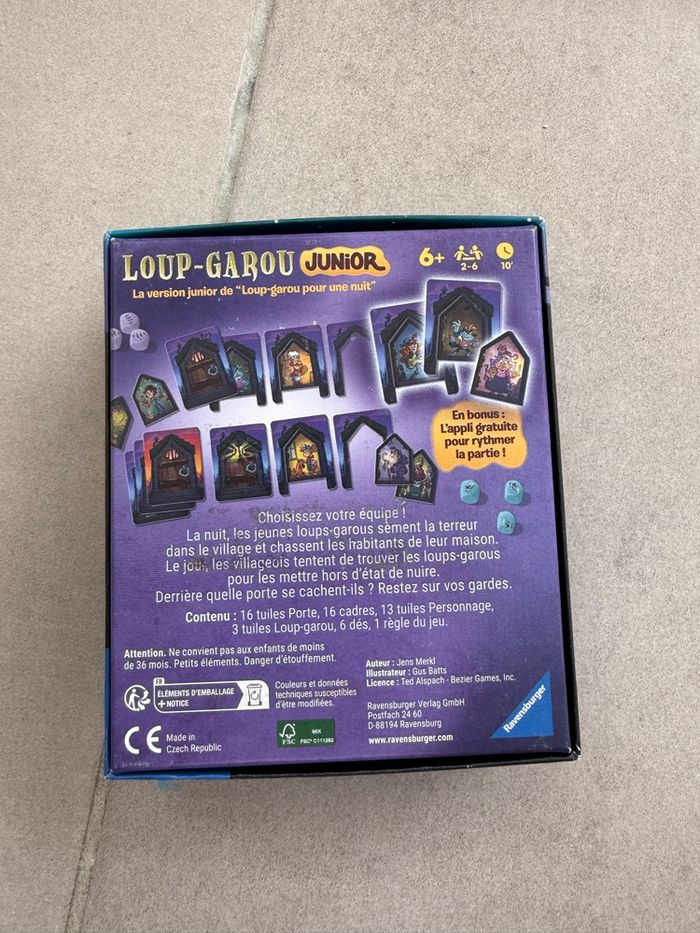 LOUP-GAROU JUNIOR
La version junior de "Loup-garou pour une nuit"
6+
2-6
10'
En bonus :
L'appli gratuite
pour rythmer
la partie !
Choisissez votre équipe !
La nuit, les jeunes loups-garous sèment la terreur
dans le village et chassent les habitants de leur maison.
Le jour, les villageois tentent de trouver les loups-garous
pour les mettre hors d'état de nuire.
Derrière quelle porte se cachent-ils ? Restez sur vos gardes.
Contenu : 16 tuiles Porte, 16 cadres, 13 tuiles Personnage,
3 tuiles Loup-garou, 6 dés, 1 règle du jeu.
Attention. Ne convient pas aux enfants de moins
de 36 mois. Petits éléments. Danger d'étouffement.
FR
ÉLÉMENTS D'EMBALLAGE
+ NOTICE
Couleurs et données
techniques susceptibles
d'être modifiées.
CE
Made in
Czech Republic
FSC
MIX
FSC® C111262
Auteur : Jens Merkl
Illustrateur : Gus Batts
Licence : Ted Alspach - Bezier Games, Inc.
Ravensburger Verlag GmbH
Postfach 24 60
D-88194 Ravensburg
www.ravensburger.com
Ravensburger